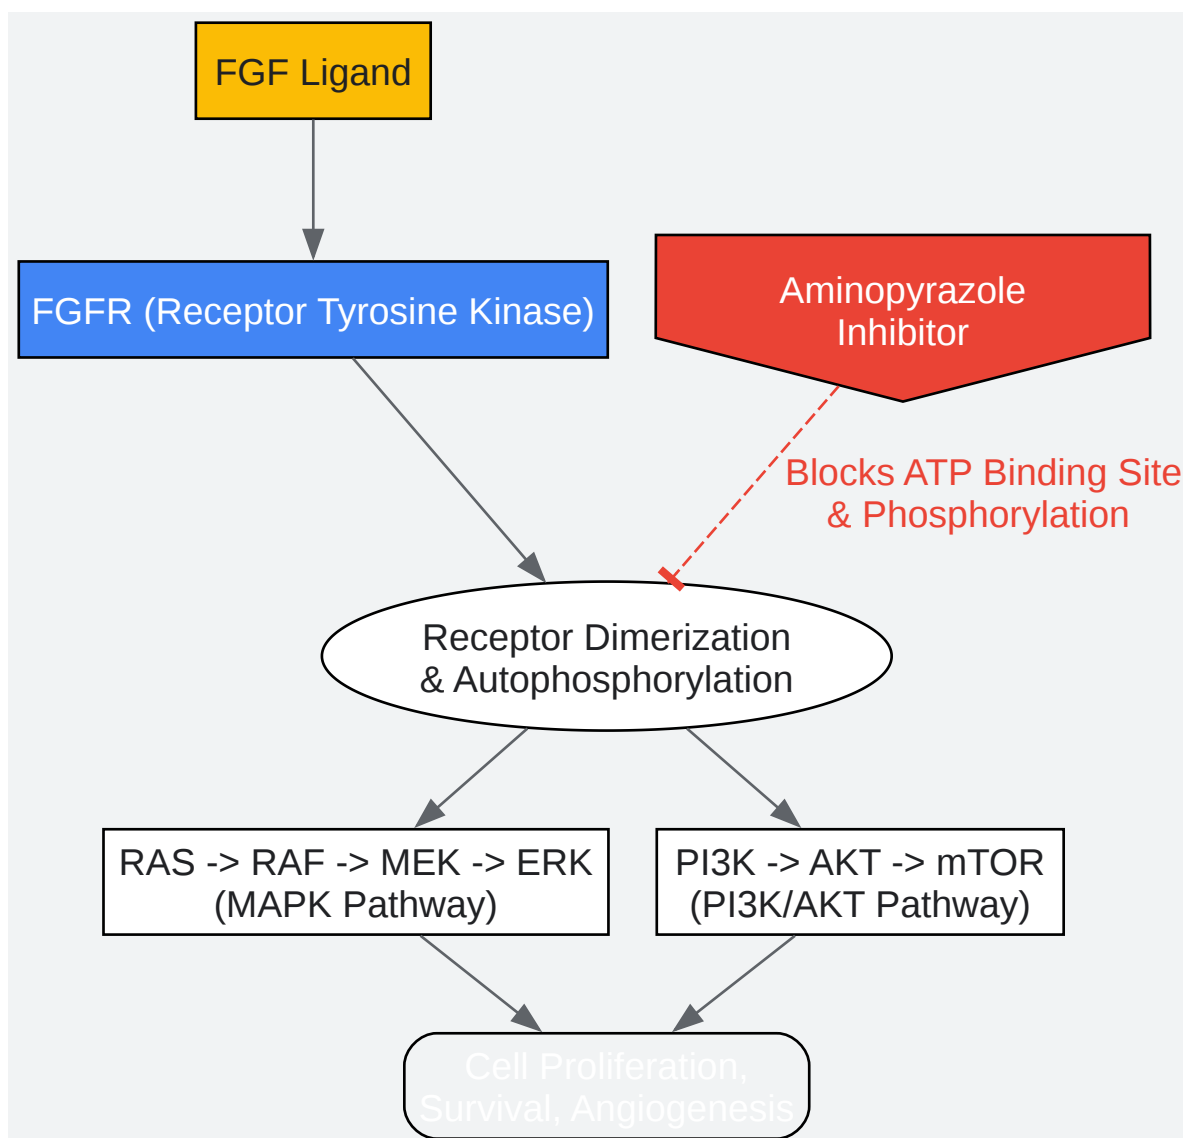 FGF Ligand
FGFR (Receptor Tyrosine Kinase)
Aminopyrazole
Inhibitor
Blocks ATP Binding Site
& Phosphorylation
Receptor Dimerization
& Autophosphorylation
RAS -> RAF -> MEK -> ERK
(MAPK Pathway)
PI3K -> AKT -> mTOR
(PI3K/AKT Pathway)
Cell Proliferation,
Survival, Angiogenesis